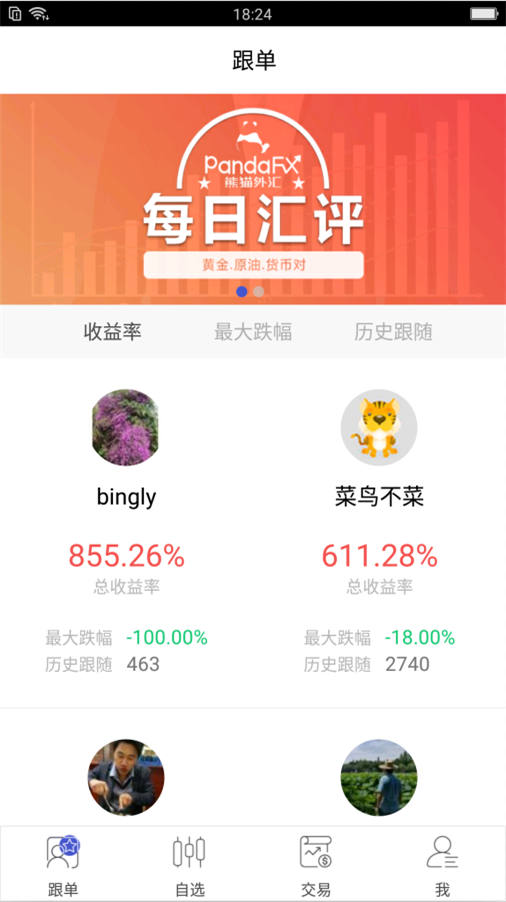 18:24
跟单
PandaFX
熊猫外汇
每日汇评
黄金.原油.货币对
收益率 最大跌幅 历史跟随
bingly 菜鸟不菜
855.26% 611.28%
总收益率 总收益率
最大跌幅 -100.00% 最大跌幅 -18.00%
历史跟随 463 历史跟随 2740
跟单 自选 交易 我